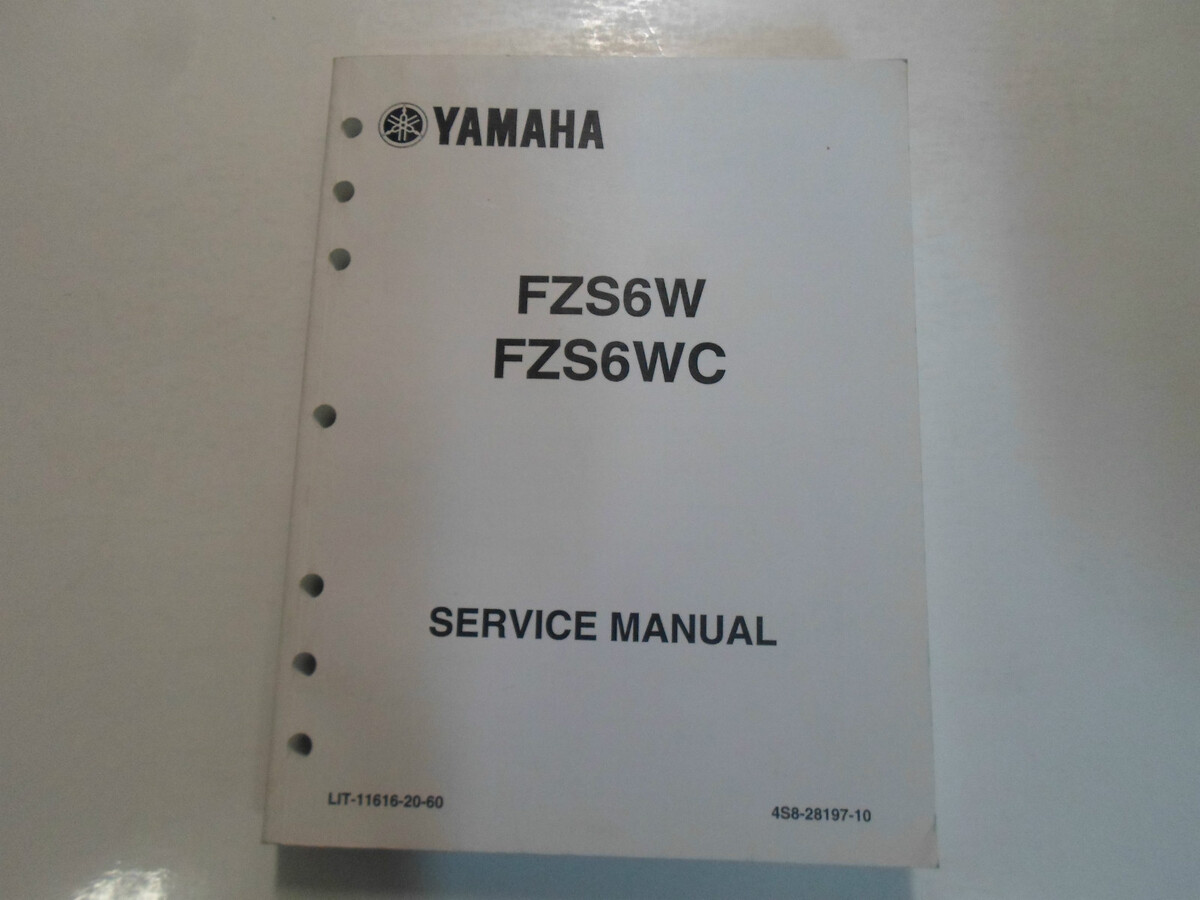 YAMAHA
FZS6W
FZS6WC
SERVICE MANUAL
LIT-11616-20-60
4S8-28197-10